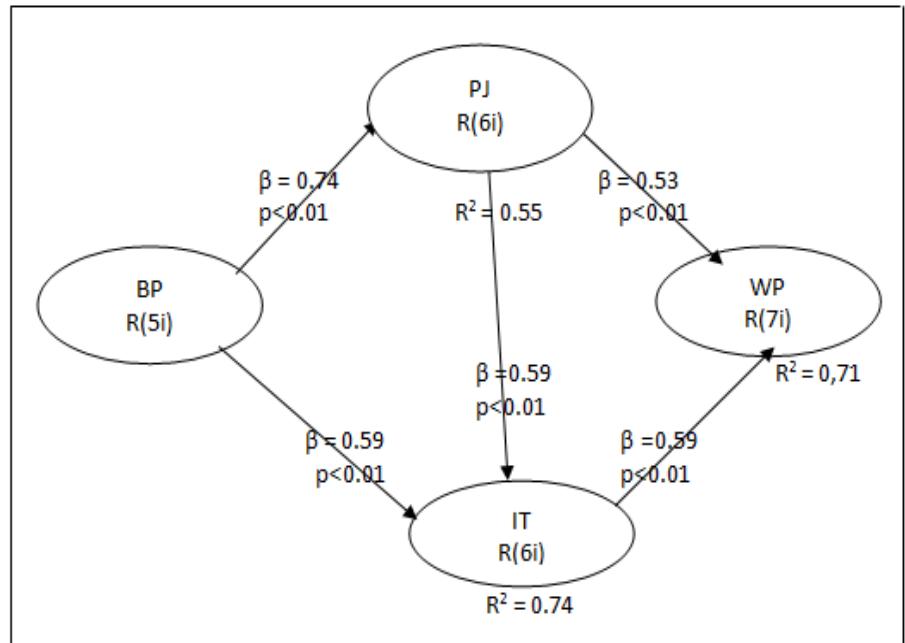 PJ
R(6i)
β = 0.74
p<0.01
R² = 0.55
β = 0.53
p<0.01
BP
R(5i)
WP
R(7i)
R² = 0,71
β =0.59
p<0.01
β = 0.59
p<0.01
β =0.59
p<0.01
IT
R(6i)
R² = 0.74